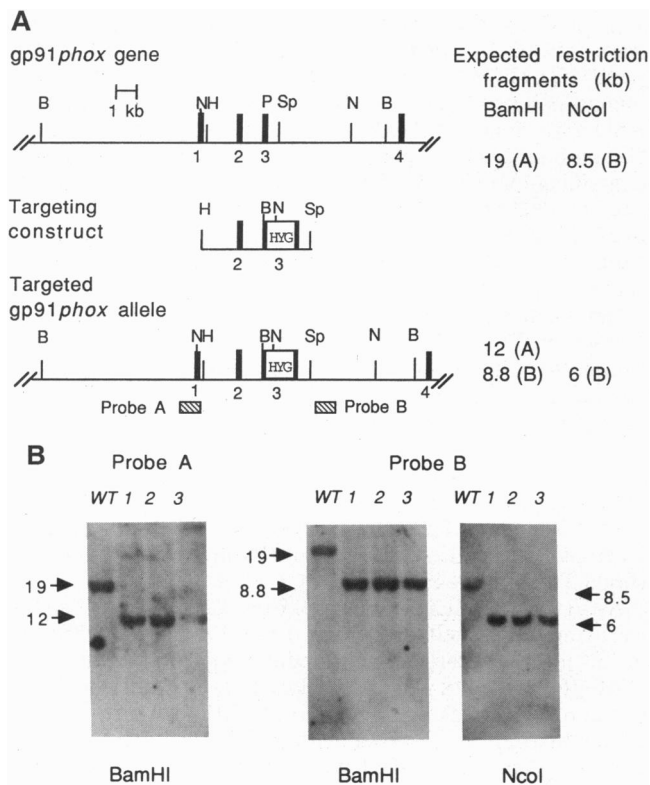 A
gp91phox gene
Expected restriction
fragments (kb)
BamHI NcoI
B 1 kb NH P Sp N B
1 2 3 4
19 (A) 8.5 (B)
Targeting
construct
H BN Sp
HYG
2 3
Targeted
gp91phox allele
B NH BN Sp N B
HYG
12 (A)
8.8 (B) 6 (B)
1 2 3 4
Probe A Probe B
B
Probe A Probe B
WT 1 2 3 WT 1 2 3 WT 1 2 3
19 19
8.8 8.5
12 6
BamHI BamHI NcoI